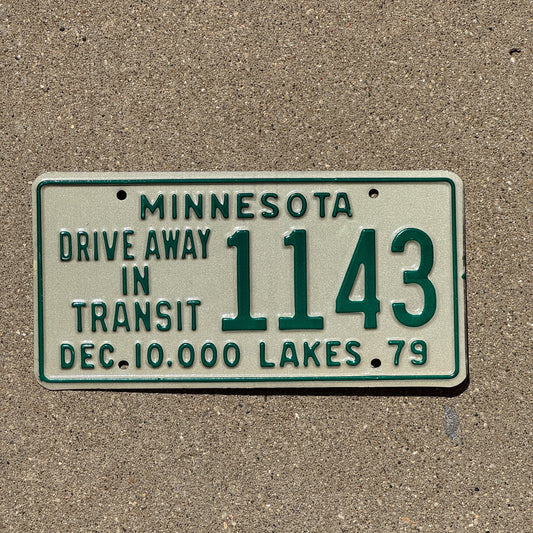 MINNESOTA
DRIVE AWAY
IN
TRANSIT
1143
DEC. 10,000 LAKES 79